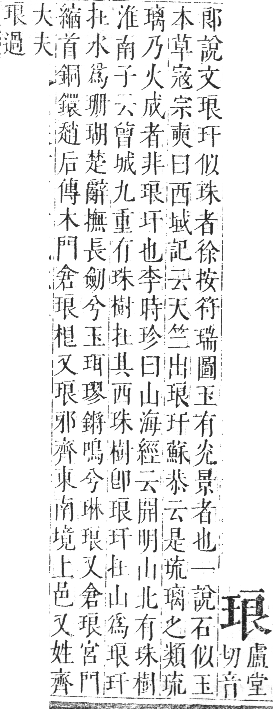 琅盧堂切音
郎說文琅玕似珠者徐按符瑞圖玉有光景者也一說石似玉
本草寇宗奭曰西域記云天竺出琅玕蘇恭云是琉璃之類琉
璃乃火成者非琅玕也李時珍曰山海經云開明山北有珠樹
淮南子云曾城九重有珠樹在其西珠樹卽琅玕在山爲琅玕
在水爲珊瑚楚辭撫長劒兮玉珥璆鏘鳴兮琳琅又倉琅宮門
縮首銅鐶趙后傳木門倉琅根又琅邪齊東南境上邑又姓齊
大夫
琅過